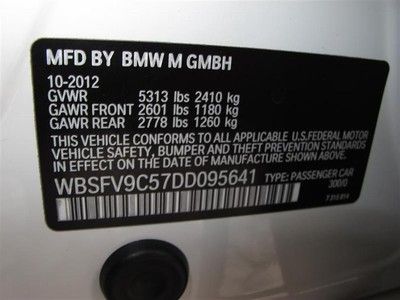 MFD BY BMW M GMBH
10-2012
GVWR 5313 lbs 2410 kg
GAWR FRONT 2601 lbs 1180 kg
GAWR REAR 2778 lbs 1260 kg
THIS VEHICLE CONFORMS TO ALL APPLICABLE U.S.FEDERAL MOTOR
VEHICLE SAFETY, BUMPER, AND THEFT PREVENTION STANDARDS
IN EFFECT ON THE DATE OF MANUFACTURE SHOWN ABOVE.
WBSFV9C57DD095641 TYPE: PASSENGER CAR
300/0